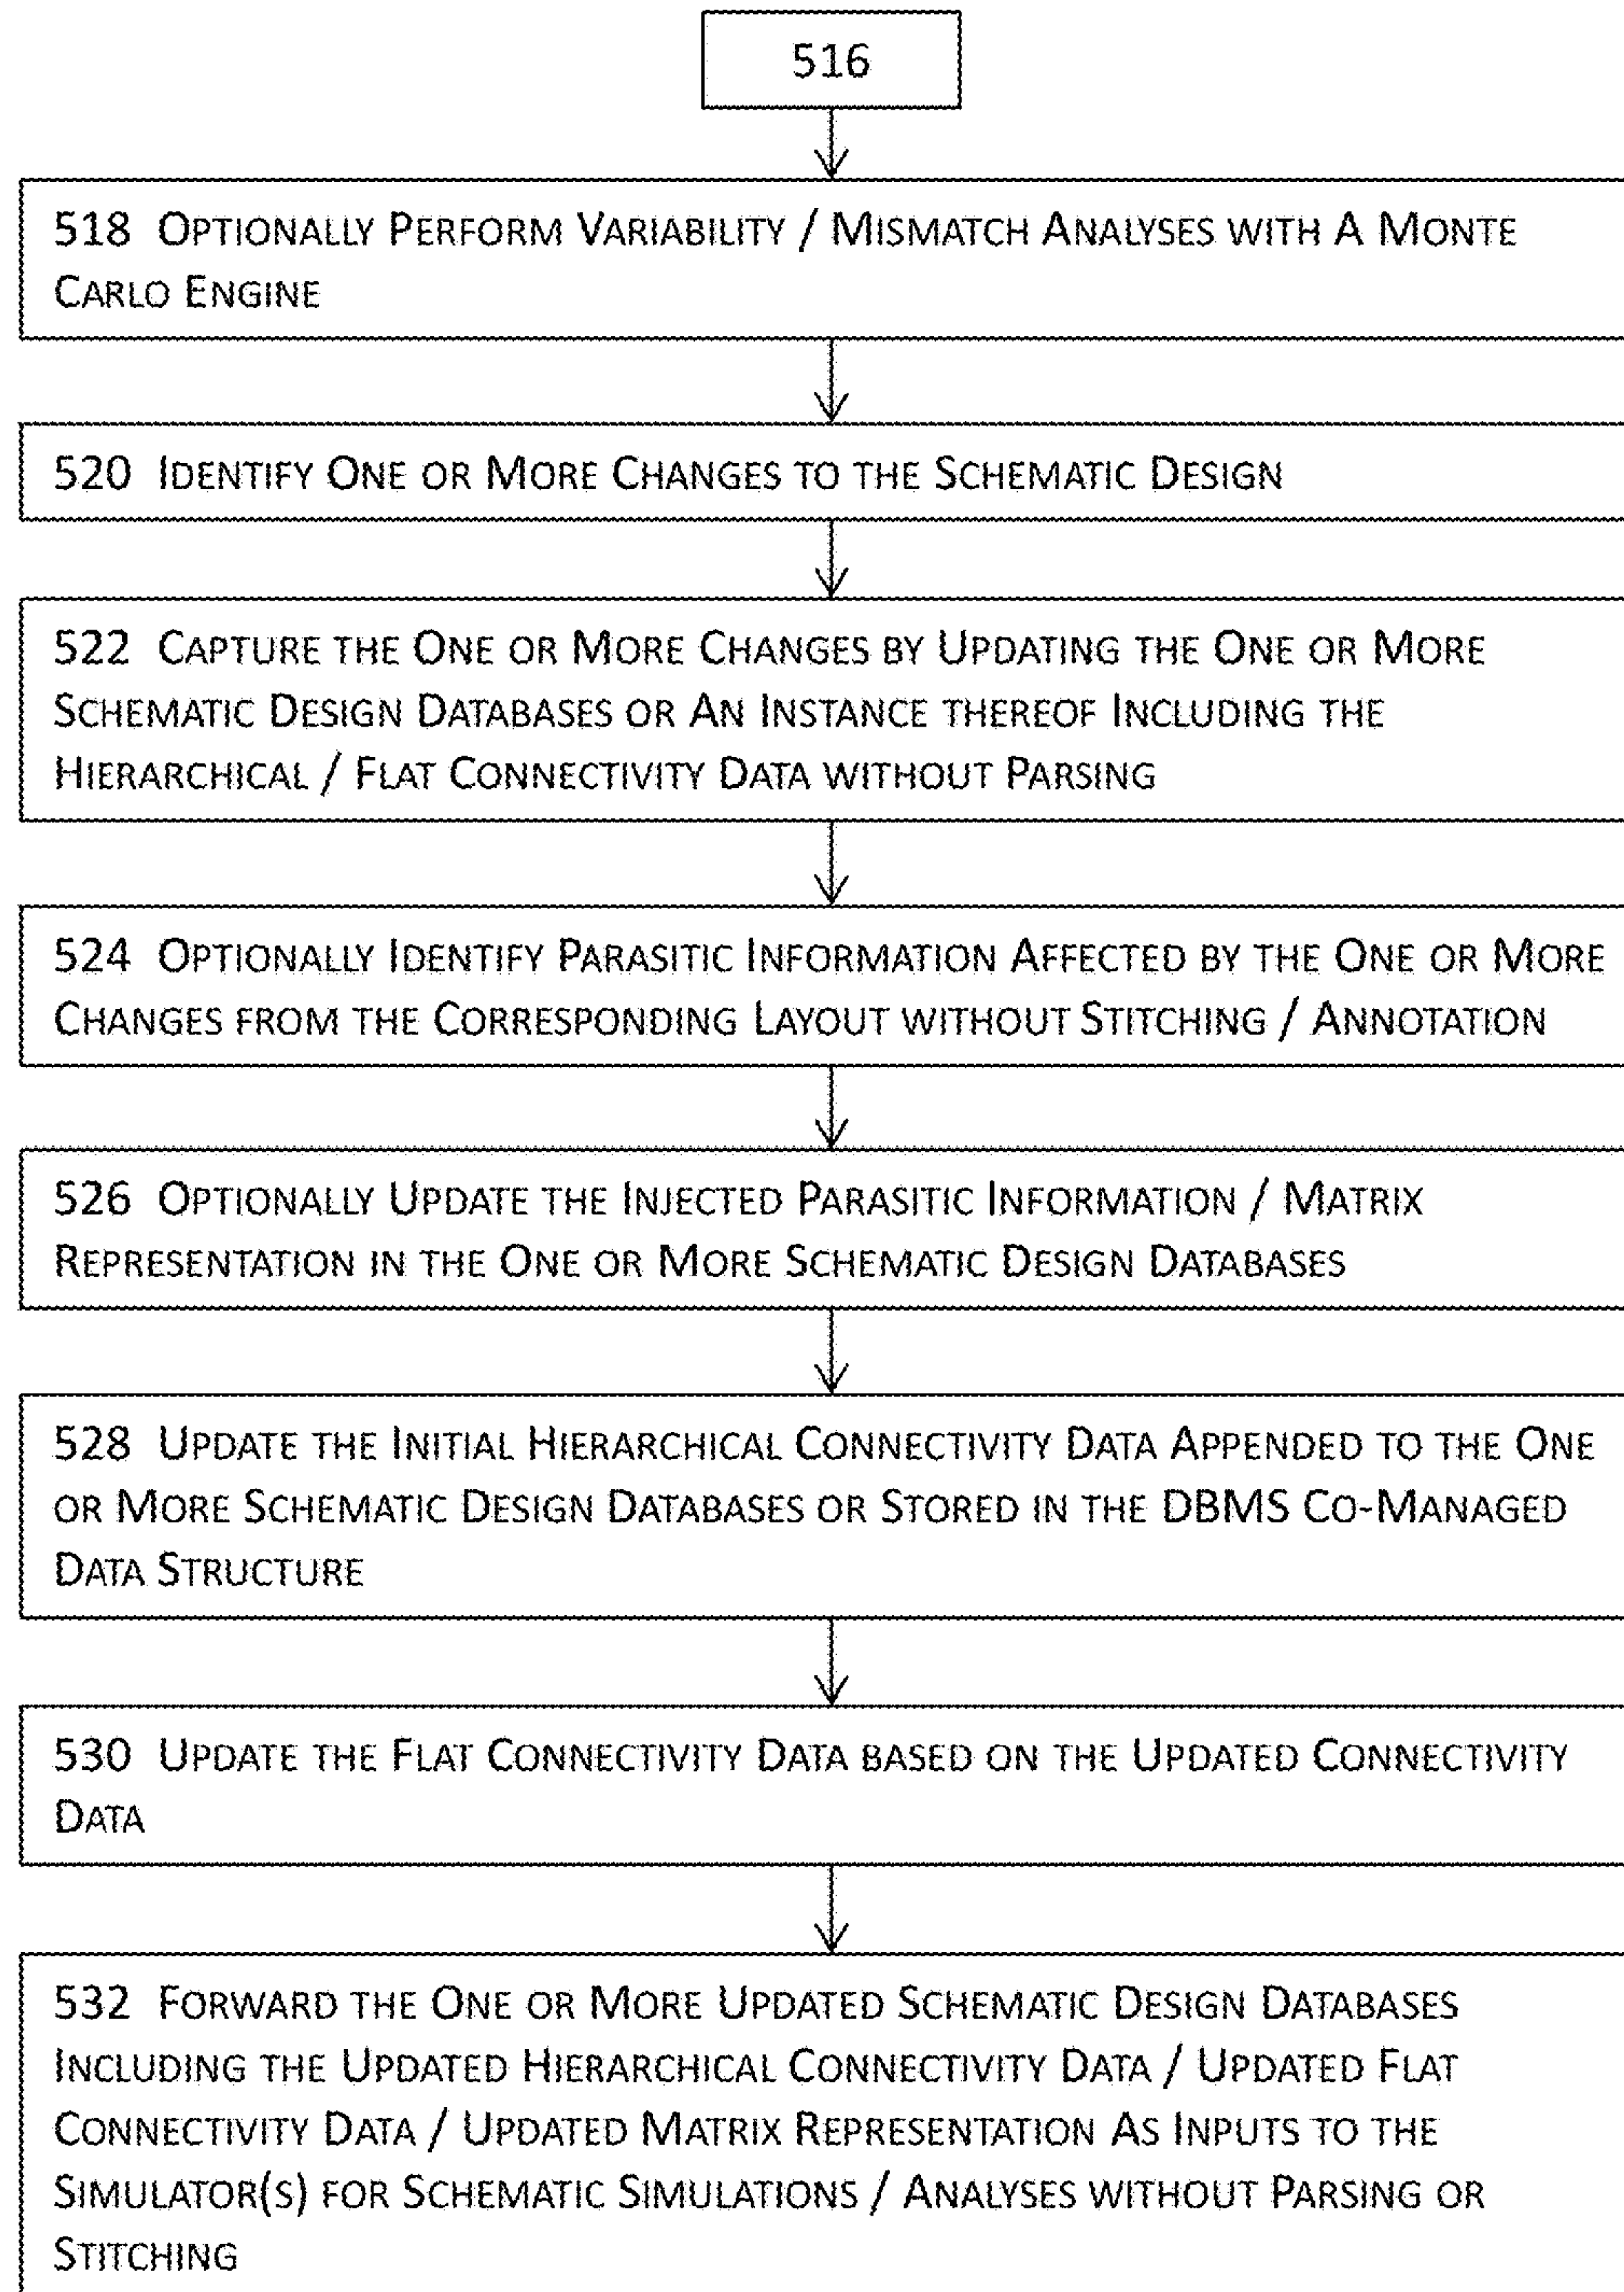 516
518 OPTIONALLY PERFORM VARIABILITY / MISMATCH ANALYSES WITH A MONTE
CARLO ENGINE
520 IDENTIFY ONE OR MORE CHANGES TO THE SCHEMATIC DESIGN
522 CAPTURE THE ONE OR MORE CHANGES BY UPDATING THE ONE OR MORE
SCHEMATIC DESIGN DATABASES OR AN INSTANCE THEREOF INCLUDING THE
HIERARCHICAL / FLAT CONNECTIVITY DATA WITHOUT PARSING
524 OPTIONALLY IDENTIFY PARASITIC INFORMATION AFFECTED BY THE ONE OR MORE
CHANGES FROM THE CORRESPONDING LAYOUT WITHOUT STITCHING / ANNOTATION
526 OPTIONALLY UPDATE THE INJECTED PARASITIC INFORMATION / MATRIX
REPRESENTATION IN THE ONE OR MORE SCHEMATIC DESIGN DATABASES
528 UPDATE THE INITIAL HIERARCHICAL CONNECTIVITY DATA APPENDED TO THE ONE
OR MORE SCHEMATIC DESIGN DATABASES OR STORED IN THE DBMS CO-MANAGED
DATA STRUCTURE
530 UPDATE THE FLAT CONNECTIVITY DATA BASED ON THE UPDATED CONNECTIVITY
DATA
532 FORWARD THE ONE OR MORE UPDATED SCHEMATIC DESIGN DATABASES
INCLUDING THE UPDATED HIERARCHICAL CONNECTIVITY DATA / UPDATED FLAT
CONNECTIVITY DATA / UPDATED MATRIX REPRESENTATION AS INPUTS TO THE
SIMULATOR(S) FOR SCHEMATIC SIMULATIONS / ANALYSES WITHOUT PARSING OR
STITCHING